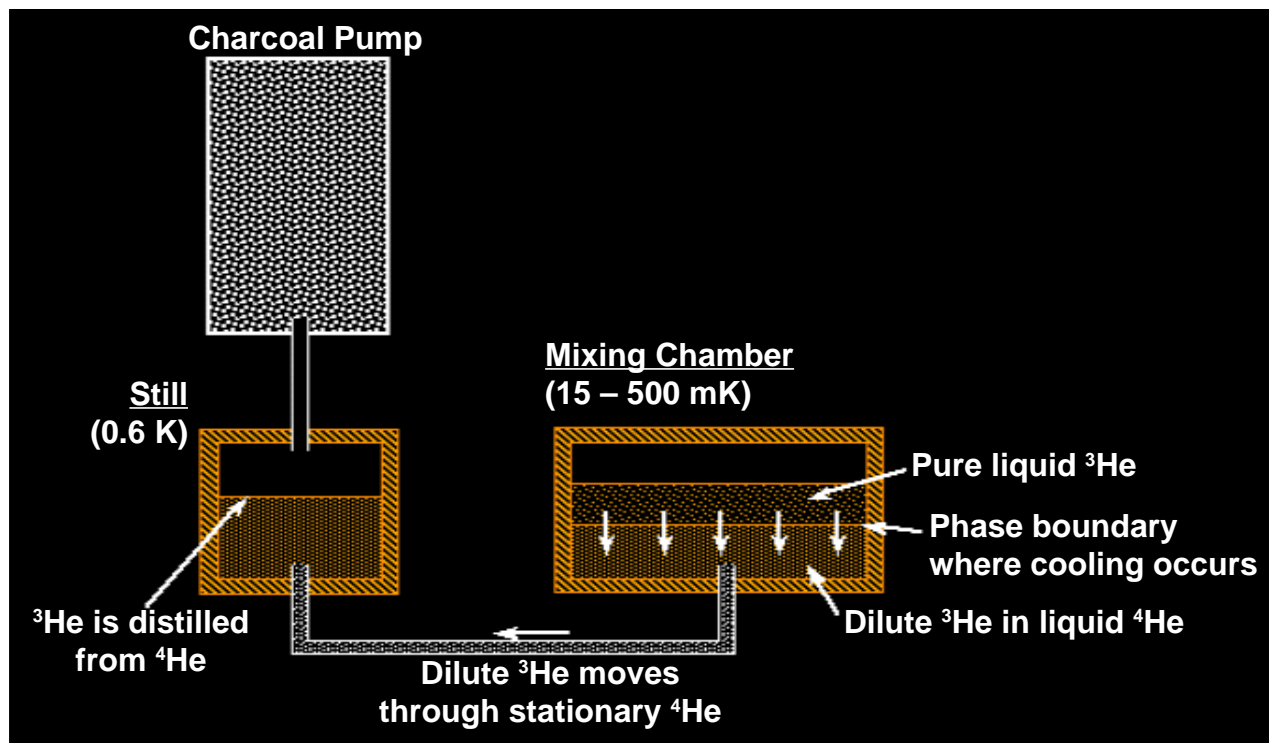 Charcoal Pump
Mixing Chamber
(15 – 500 mK)
Still
(0.6 K)
Pure liquid ³He
Phase boundary
where cooling occurs
Dilute ³He in liquid ⁴He
³He is distilled
from ⁴He
Dilute ³He moves
through stationary ⁴He